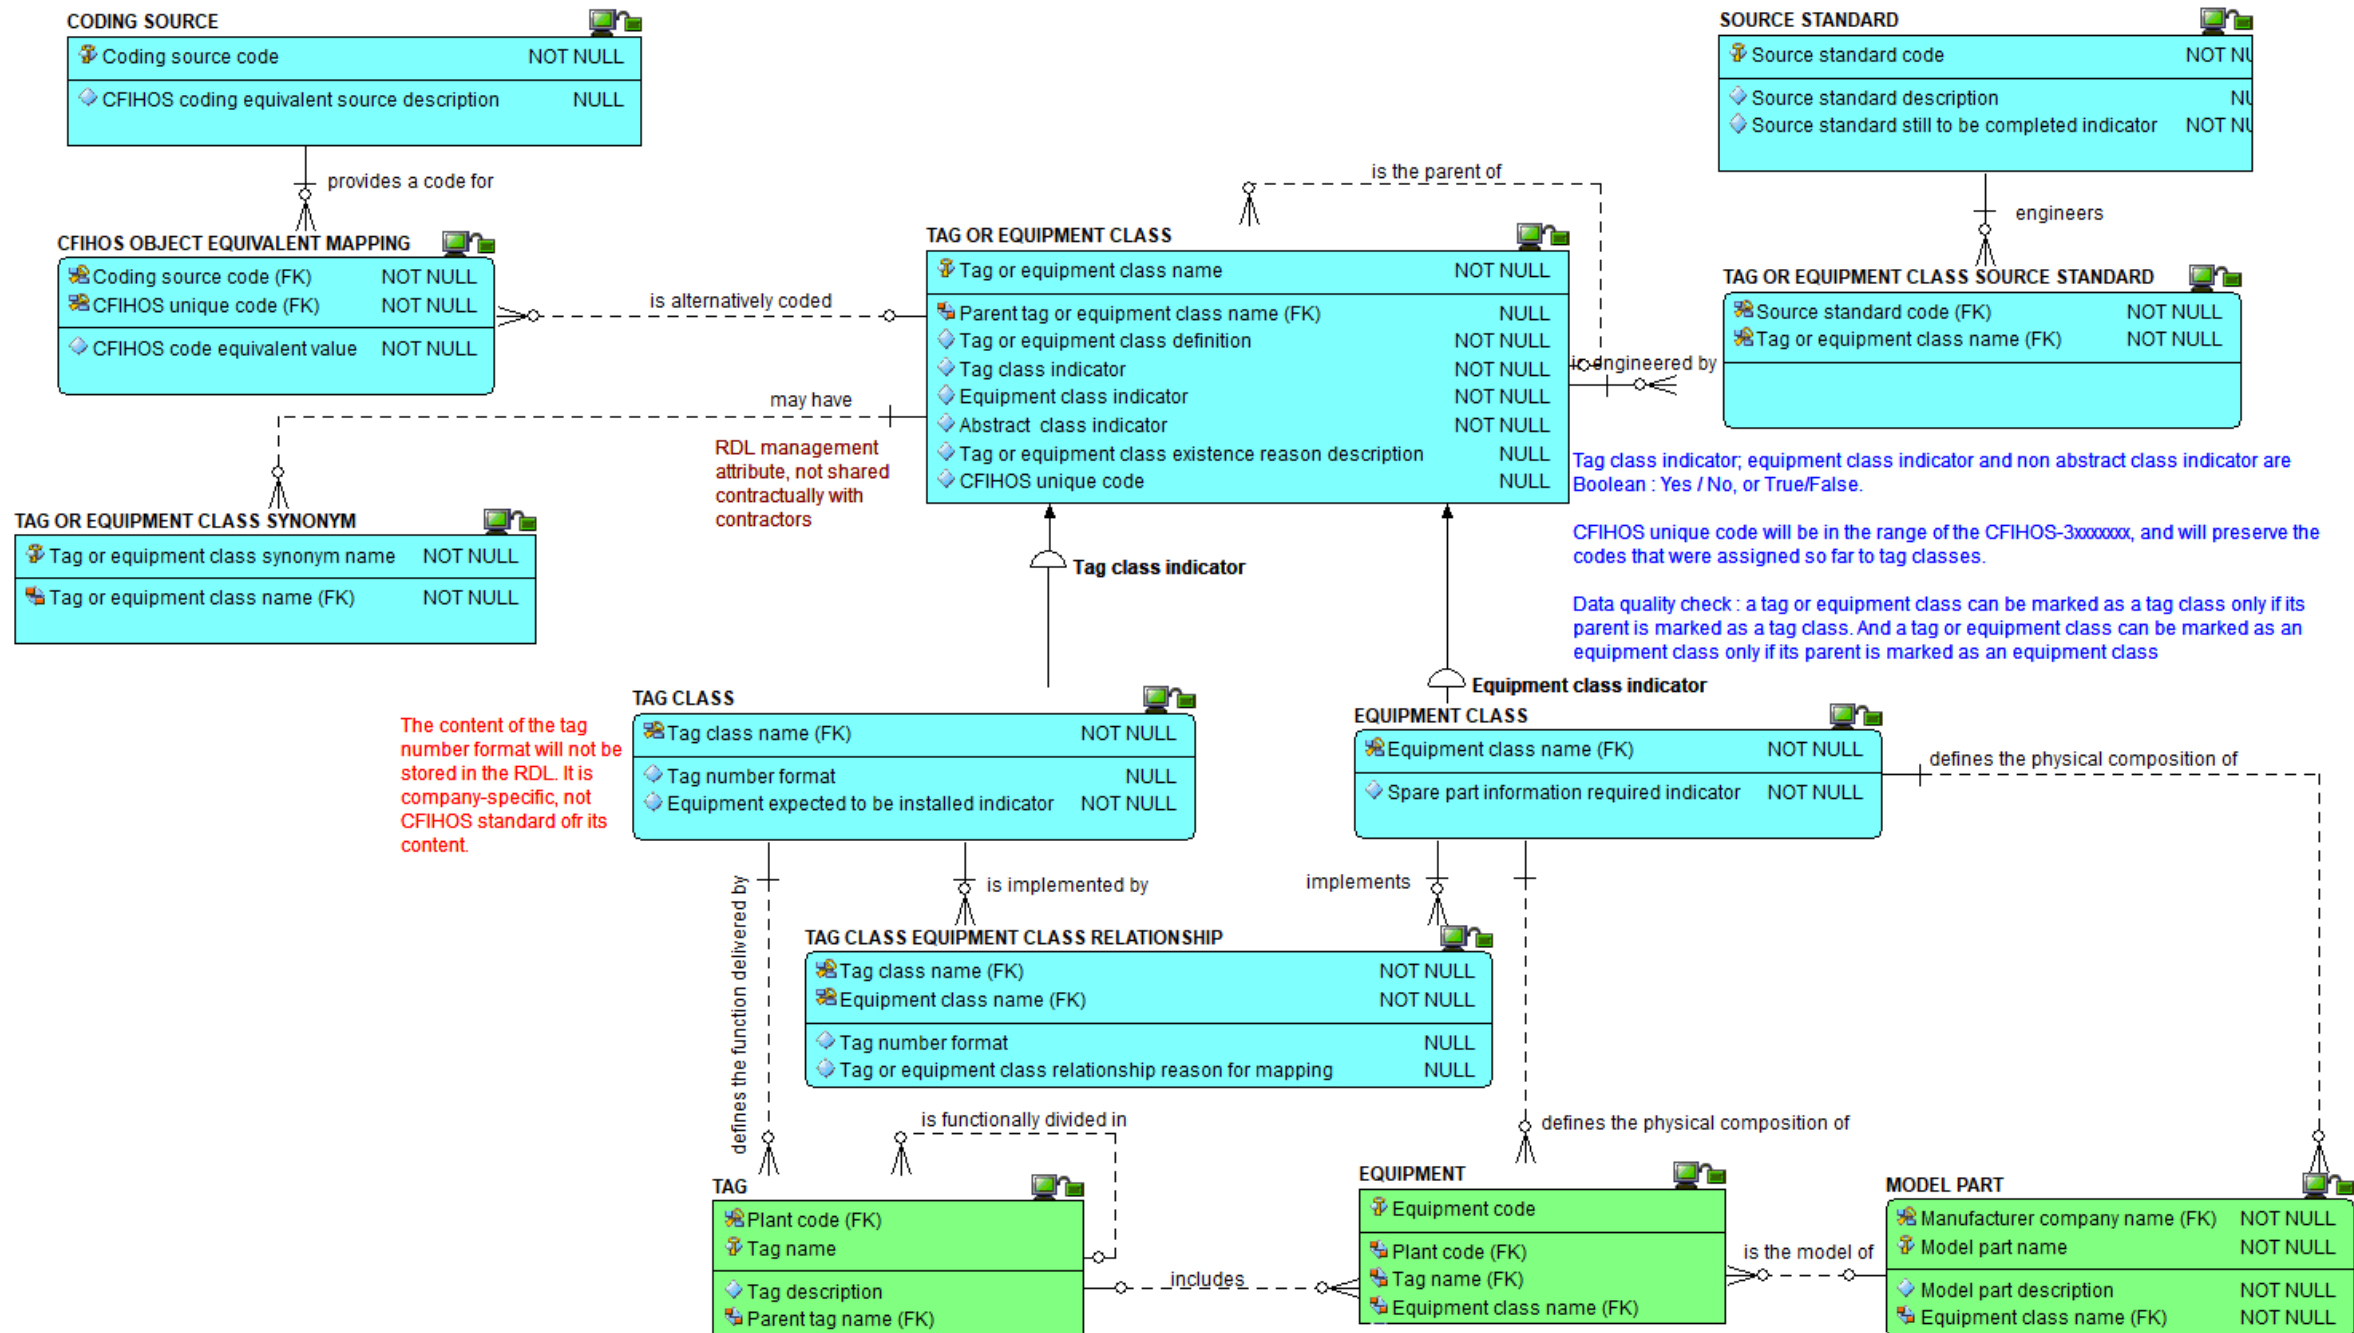 CODING SOURCE
Coding source code NOT NULL
CFIHOS coding equivalent source description NULL
provides a code for
CFIHOS OBJECT EQUIVALENT MAPPING
Coding source code (FK) NOT NULL
CFIHOS unique code (FK) NOT NULL
CFIHOS code equivalent value NOT NULL
is alternatively coded
may have
RDL management
attribute, not shared
contractually with
contractors
TAG OR EQUIPMENT CLASS SYNONYM
Tag or equipment class synonym name NOT NULL
Tag or equipment class name (FK) NOT NULL
is the parent of
TAG OR EQUIPMENT CLASS
Tag or equipment class name NOT NULL
Parent tag or equipment class name (FK) NULL
Tag or equipment class definition NOT NULL
Tag class indicator NOT NULL
Equipment class indicator NOT NULL
Abstract class indicator NOT NULL
Tag or equipment class existence reason description NULL
CFIHOS unique code NULL
SOURCE STANDARD
Source standard code NOT NU
Source standard description NU
Source standard still to be completed indicator NOT NU
engineers
TAG OR EQUIPMENT CLASS SOURCE STANDARD
Source standard code (FK) NOT NULL
Tag or equipment class name (FK) NOT NULL
is engineered by
Tag class indicator; equipment class indicator and non abstract class indicator are
Boolean : Yes / No, or True/False.
CFIHOS unique code will be in the range of the CFIHOS-3xxxxxxx, and will preserve the
codes that were assigned so far to tag classes.
Data quality check : a tag or equipment class can be marked as a tag class only if its
parent is marked as a tag class. And a tag or equipment class can be marked as an
equipment class only if its parent is marked as an equipment class
Tag class indicator
Equipment class indicator
The content of the tag
number format will not be
stored in the RDL. It is
company-specific, not
CFIHOS standard ofr its
content.
TAG CLASS
Tag class name (FK) NOT NULL
Tag number format NULL
Equipment expected to be installed indicator NOT NULL
EQUIPMENT CLASS
Equipment class name (FK) NOT NULL
Spare part information required indicator NOT NULL
defines the physical composition of
defines the function delivered by
is implemented by
implements
TAG CLASS EQUIPMENT CLASS RELATIONSHIP
Tag class name (FK) NOT NULL
Equipment class name (FK) NOT NULL
Tag number format NULL
Tag or equipment class relationship reason for mapping NULL
is functionally divided in
defines the physical composition of
TAG
Plant code (FK)
Tag name
Tag description
Parent tag name (FK)
includes
EQUIPMENT
Equipment code
Plant code (FK)
Tag name (FK)
Equipment class name (FK)
is the model of
MODEL PART
Manufacturer company name (FK) NOT NULL
Model part name NOT NULL
Model part description NOT NULL
Equipment class name (FK) NOT NULL